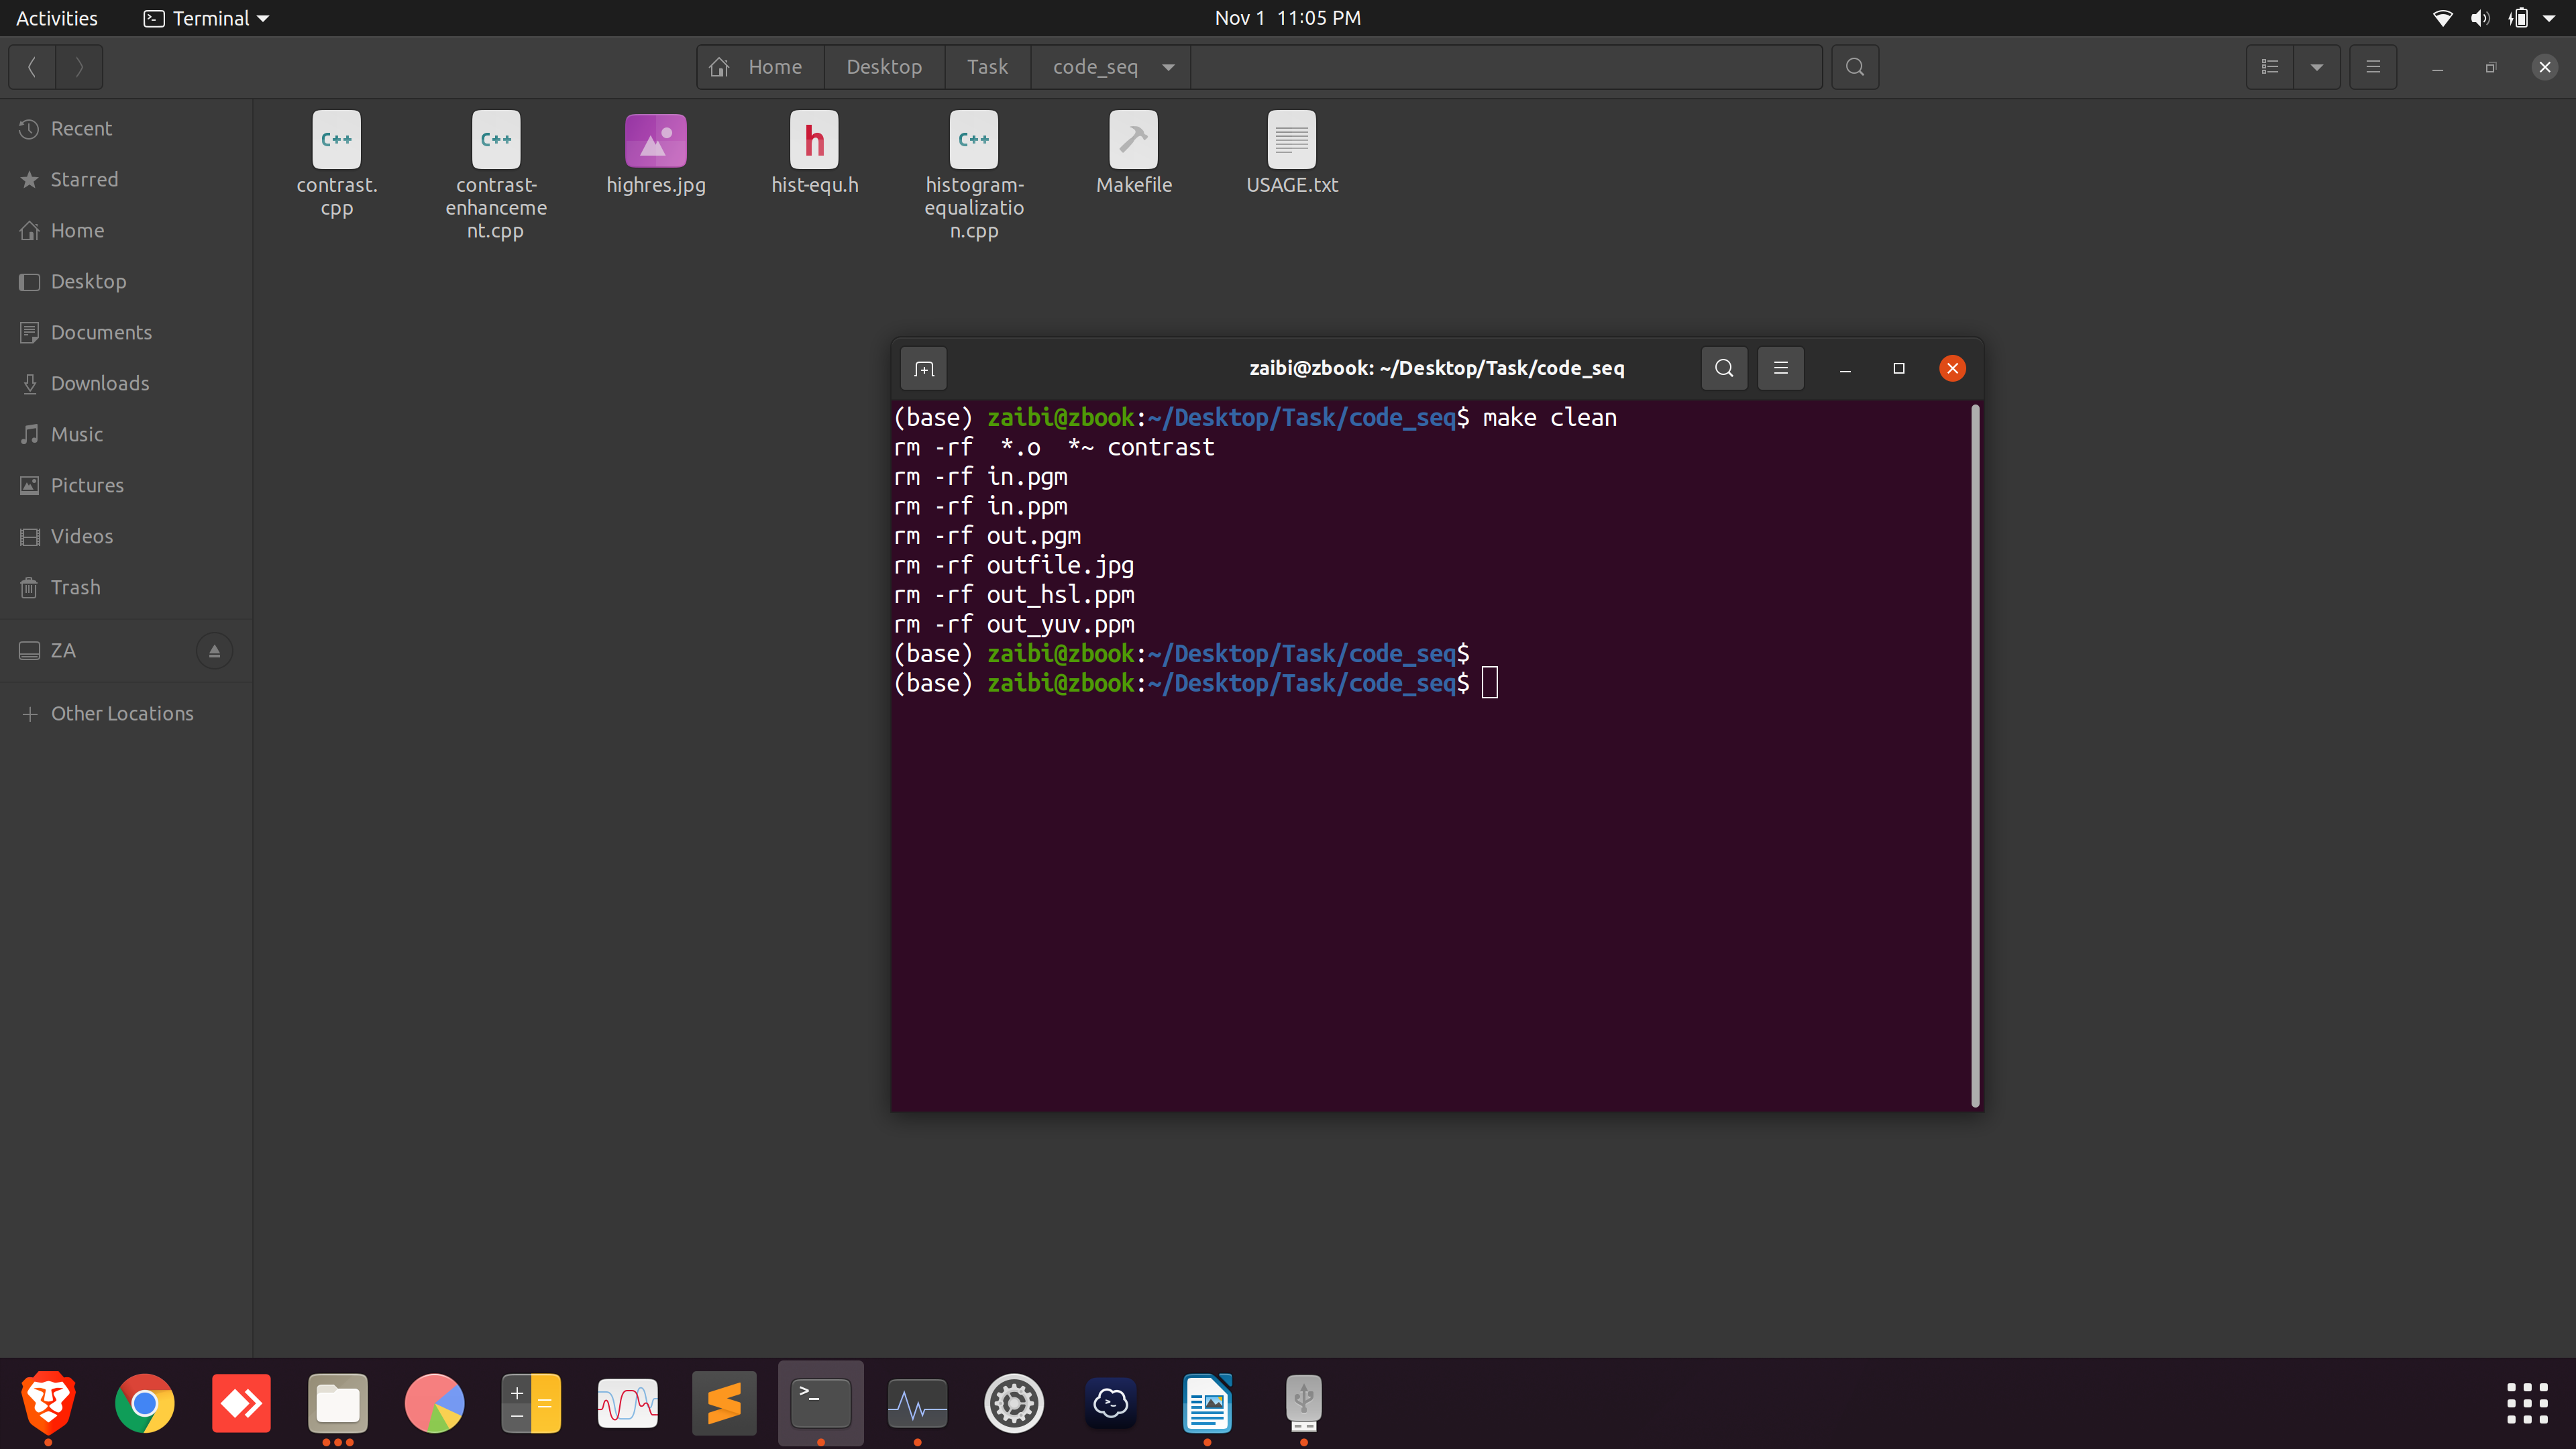 Activities
Terminal
Nov 1 11:05 PM
Home
Desktop
Task
code_seq
Recent
Starred
Home
Desktop
Documents
Downloads
Music
Pictures
Videos
Trash
ZA
Other Locations
C++
contrast.
cpp
C++
contrast-
enhanceme
nt.cpp
highres.jpg
h
hist-equ.h
C++
histogram-
equalizatio
n.cpp
Makefile
USAGE.txt
zaibi@zbook: ~/Desktop/Task/code_seq
(base) zaibi@zbook:~/Desktop/Task/code_seq$ make clean
rm -rf  *.o  *~ contrast
rm -rf in.pgm
rm -rf in.ppm
rm -rf out.pgm
rm -rf outfile.jpg
rm -rf out_hsl.ppm
rm -rf out_yuv.ppm
(base) zaibi@zbook:~/Desktop/Task/code_seq$
(base) zaibi@zbook:~/Desktop/Task/code_seq$